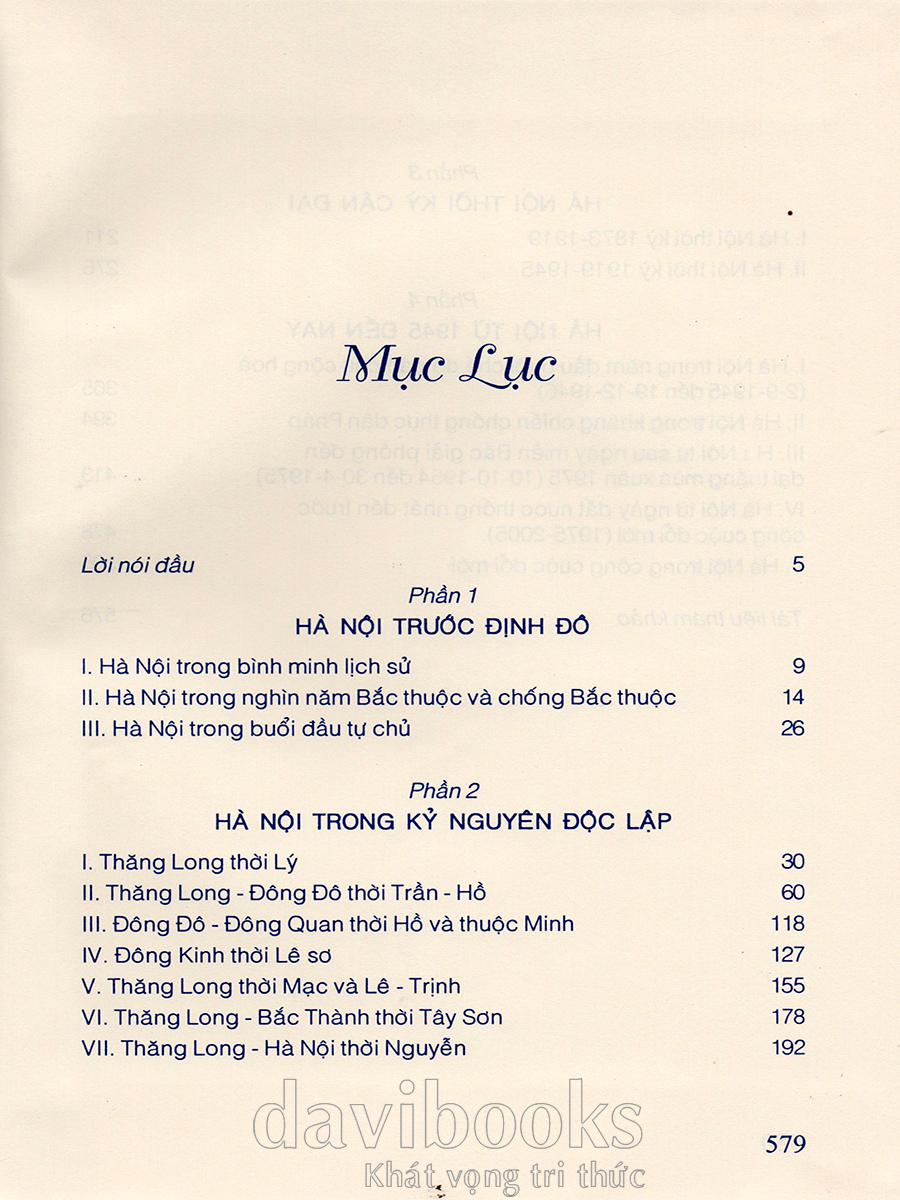 Mục Lục
Lời nói đầu 5
Phần 1
HÀ NỘI TRƯỚC ĐỊNH ĐÔ
I. Hà Nội trong bình minh lịch sử 9
II. Hà Nội trong nghìn năm Bắc thuộc và chống Bắc thuộc 14
III. Hà Nội trong buổi đầu tự chủ 26
Phần 2
HÀ NỘI TRONG KỶ NGUYÊN ĐỘC LẬP
I. Thăng Long thời Lý 30
II. Thăng Long - Đông Đô thời Trần - Hồ 60
III. Đông Đô - Đông Quan thời Hồ và thuộc Minh 118
IV. Đông Kinh thời Lê sơ 127
V. Thăng Long thời Mạc và Lê - Trịnh 155
VI. Thăng Long - Bắc Thành thời Tây Sơn 178
VII. Thăng Long - Hà Nội thời Nguyễn 192
davibooks
Khát vọng tri thức
579